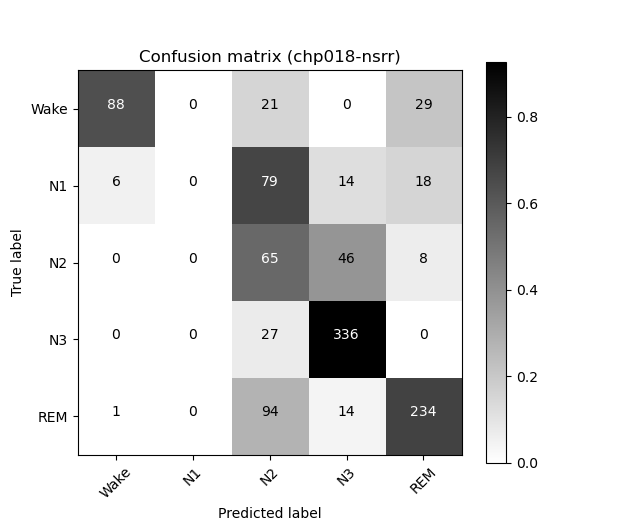 Confusion matrix (chp018-nsrr)
Wake 88 0 21 0 29
N1 6 0 79 14 18
N2 0 0 65 46 8
N3 0 0 27 336 0
REM 1 0 94 14 234
Wake N1 N2 N3 REM
Predicted label
True label
0.8
0.6
0.4
0.2
0.0